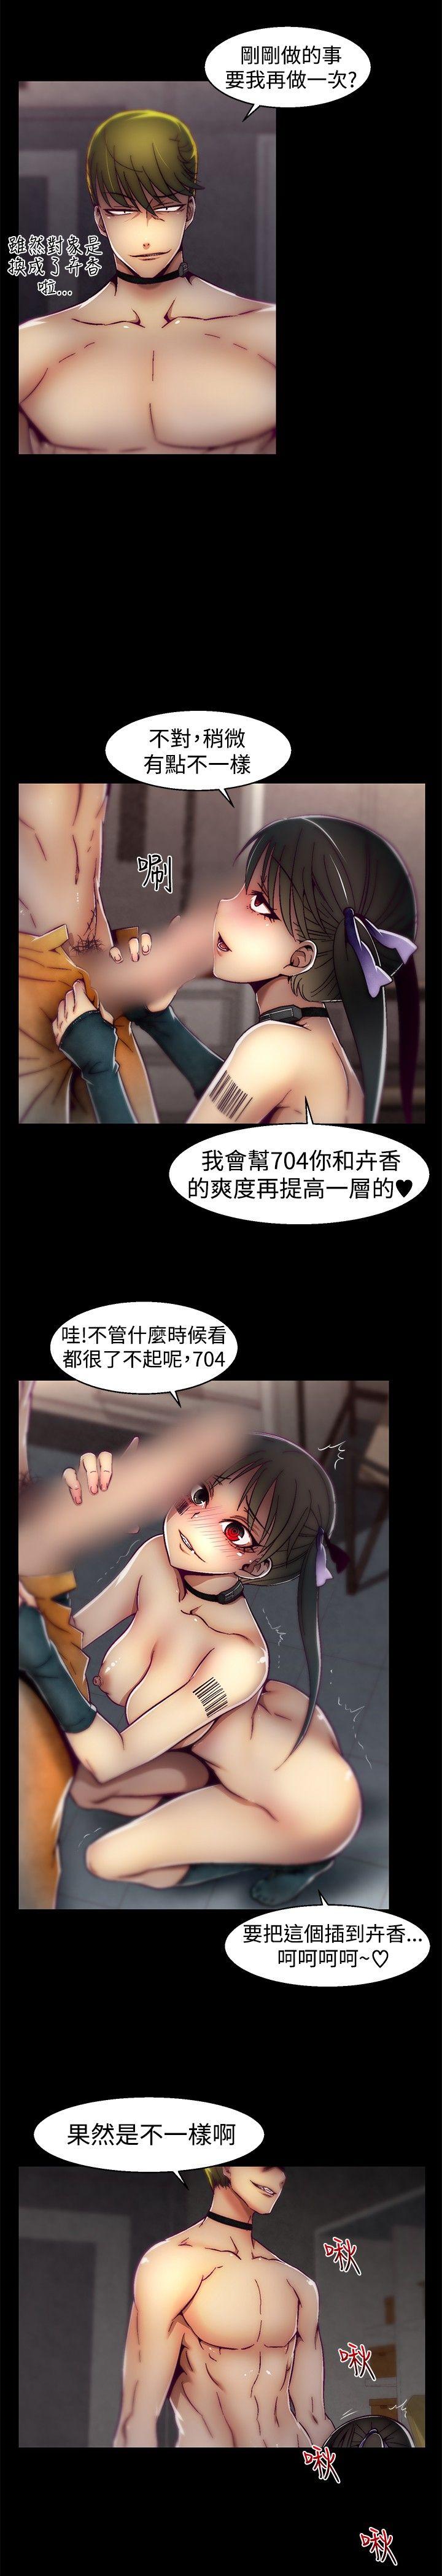 剛剛做的事
要我再做一次?
雖然對象是
換成了卉香
啦...
不對,稍微
有點不一樣
唰
我會幫704你和卉香
的爽度再提高一層的♥
哇!不管什麼時候看
都很了不起呢,704
要把這個插到卉香...
呵呵呵呵~♡
果然是不一樣啊
啾
啾
啾
啾